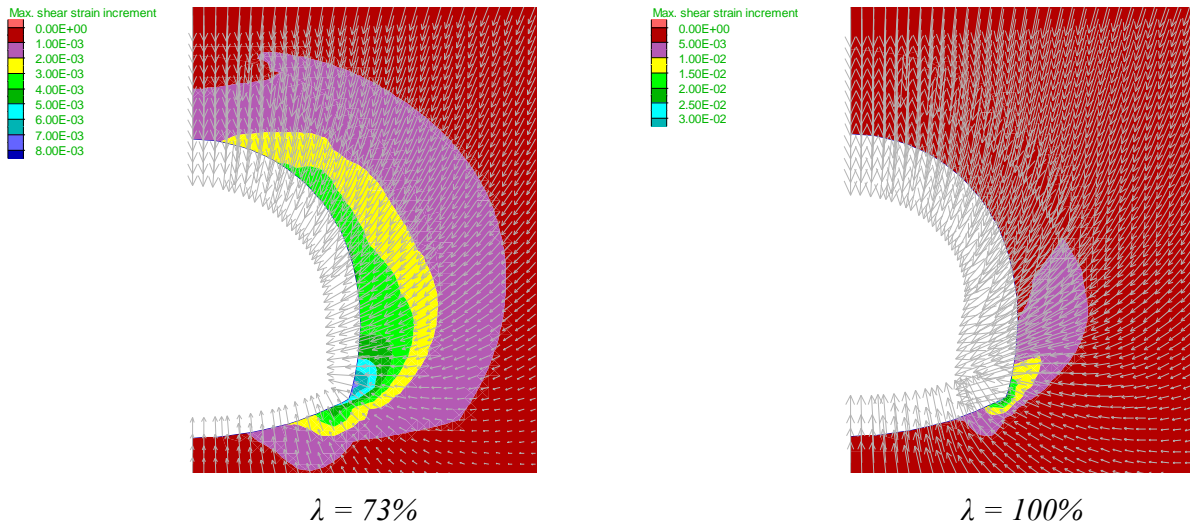 Max. shear strain increment
0.00E+00
1.00E-03
2.00E-03
3.00E-03
4.00E-03
5.00E-03
6.00E-03
7.00E-03
8.00E-03
λ = 73%
Max. shear strain increment
0.00E+00
5.00E-03
1.00E-02
1.50E-02
2.00E-02
2.50E-02
3.00E-02
λ = 100%